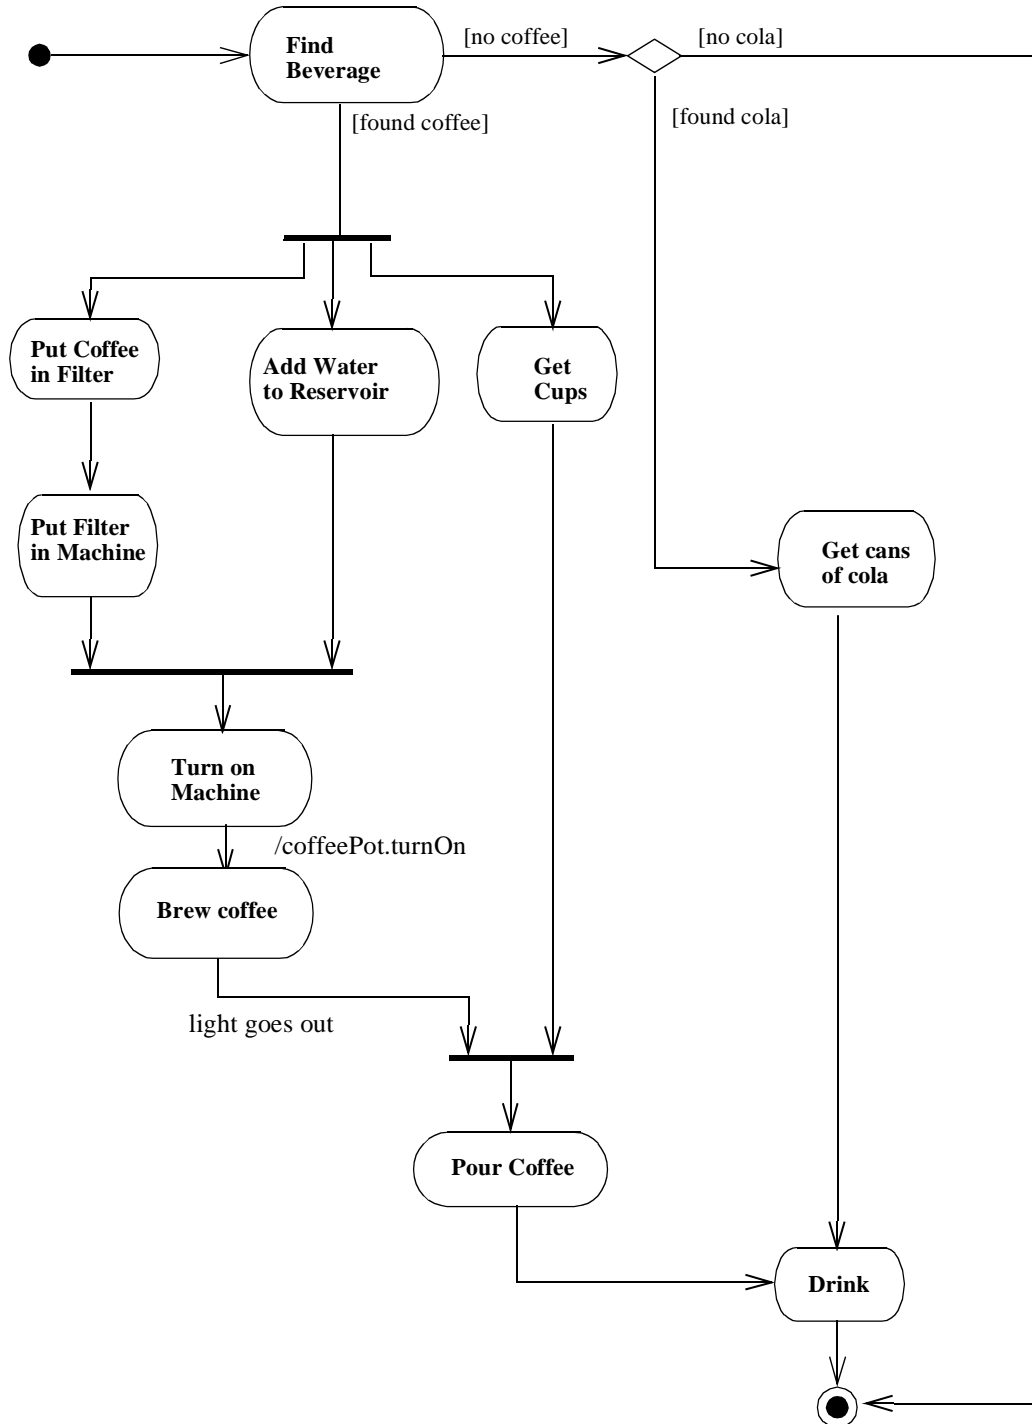 Find
Beverage
[no coffee]
[no cola]
[found coffee]
[found cola]
Put Coffee
in Filter
Add Water
to Reservoir
Get
Cups
Put Filter
in Machine
Get cans
of cola
Turn on
Machine
/coffeePot.turnOn
Brew coffee
light goes out
Pour Coffee
Drink